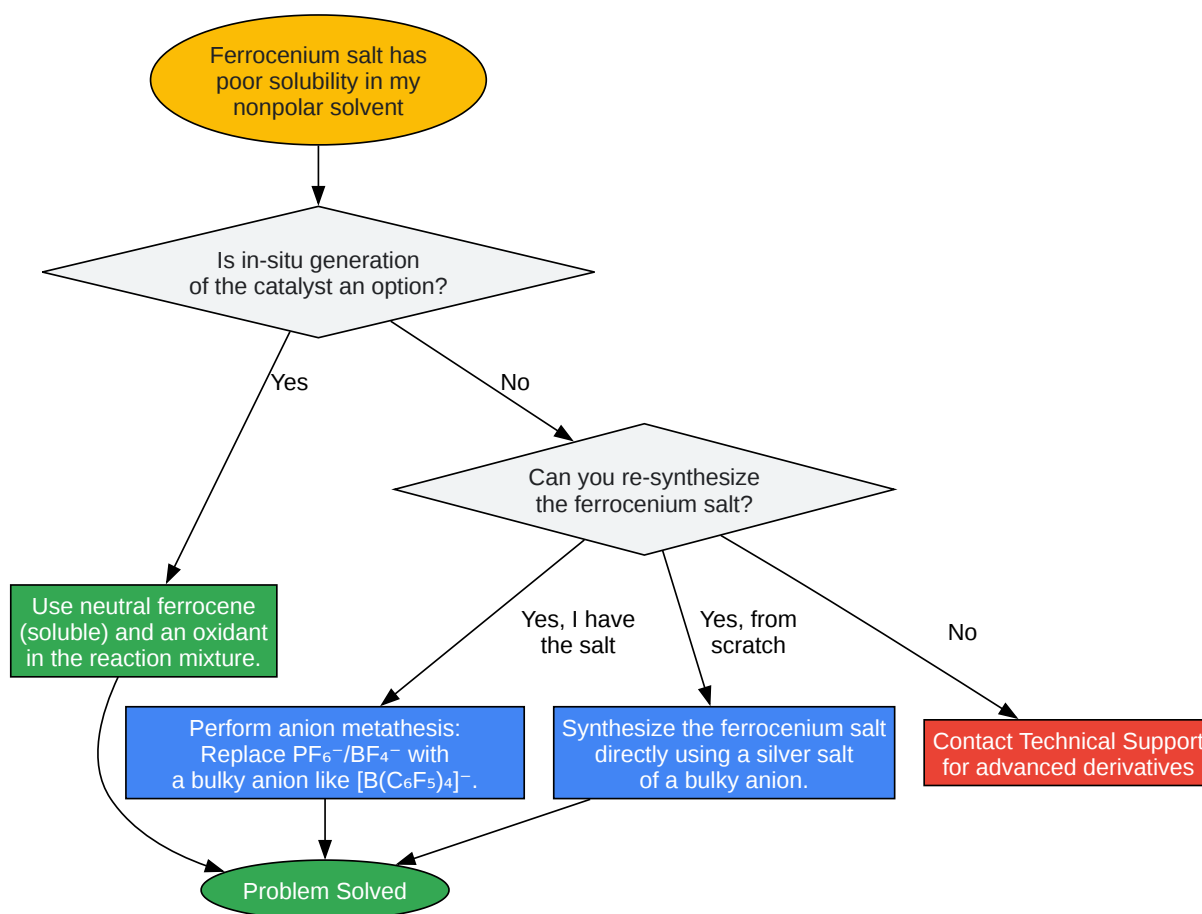 Ferrocenium salt has
poor solubility in my
nonpolar solvent
Is in-situ generation
of the catalyst an option?
Yes
No
Can you re-synthesize
the ferrocenium salt?
Use neutral ferrocene
(soluble) and an oxidant
in the reaction mixture.
Yes, I have
the salt
Yes, from
scratch
No
Perform anion metathesis:
Replace PF₆⁻/BF₄⁻ with
a bulky anion like [B(C₆F₅)₄]⁻.
Synthesize the ferrocenium salt
directly using a silver salt
of a bulky anion.
Contact Technical Support
for advanced derivatives
Problem Solved